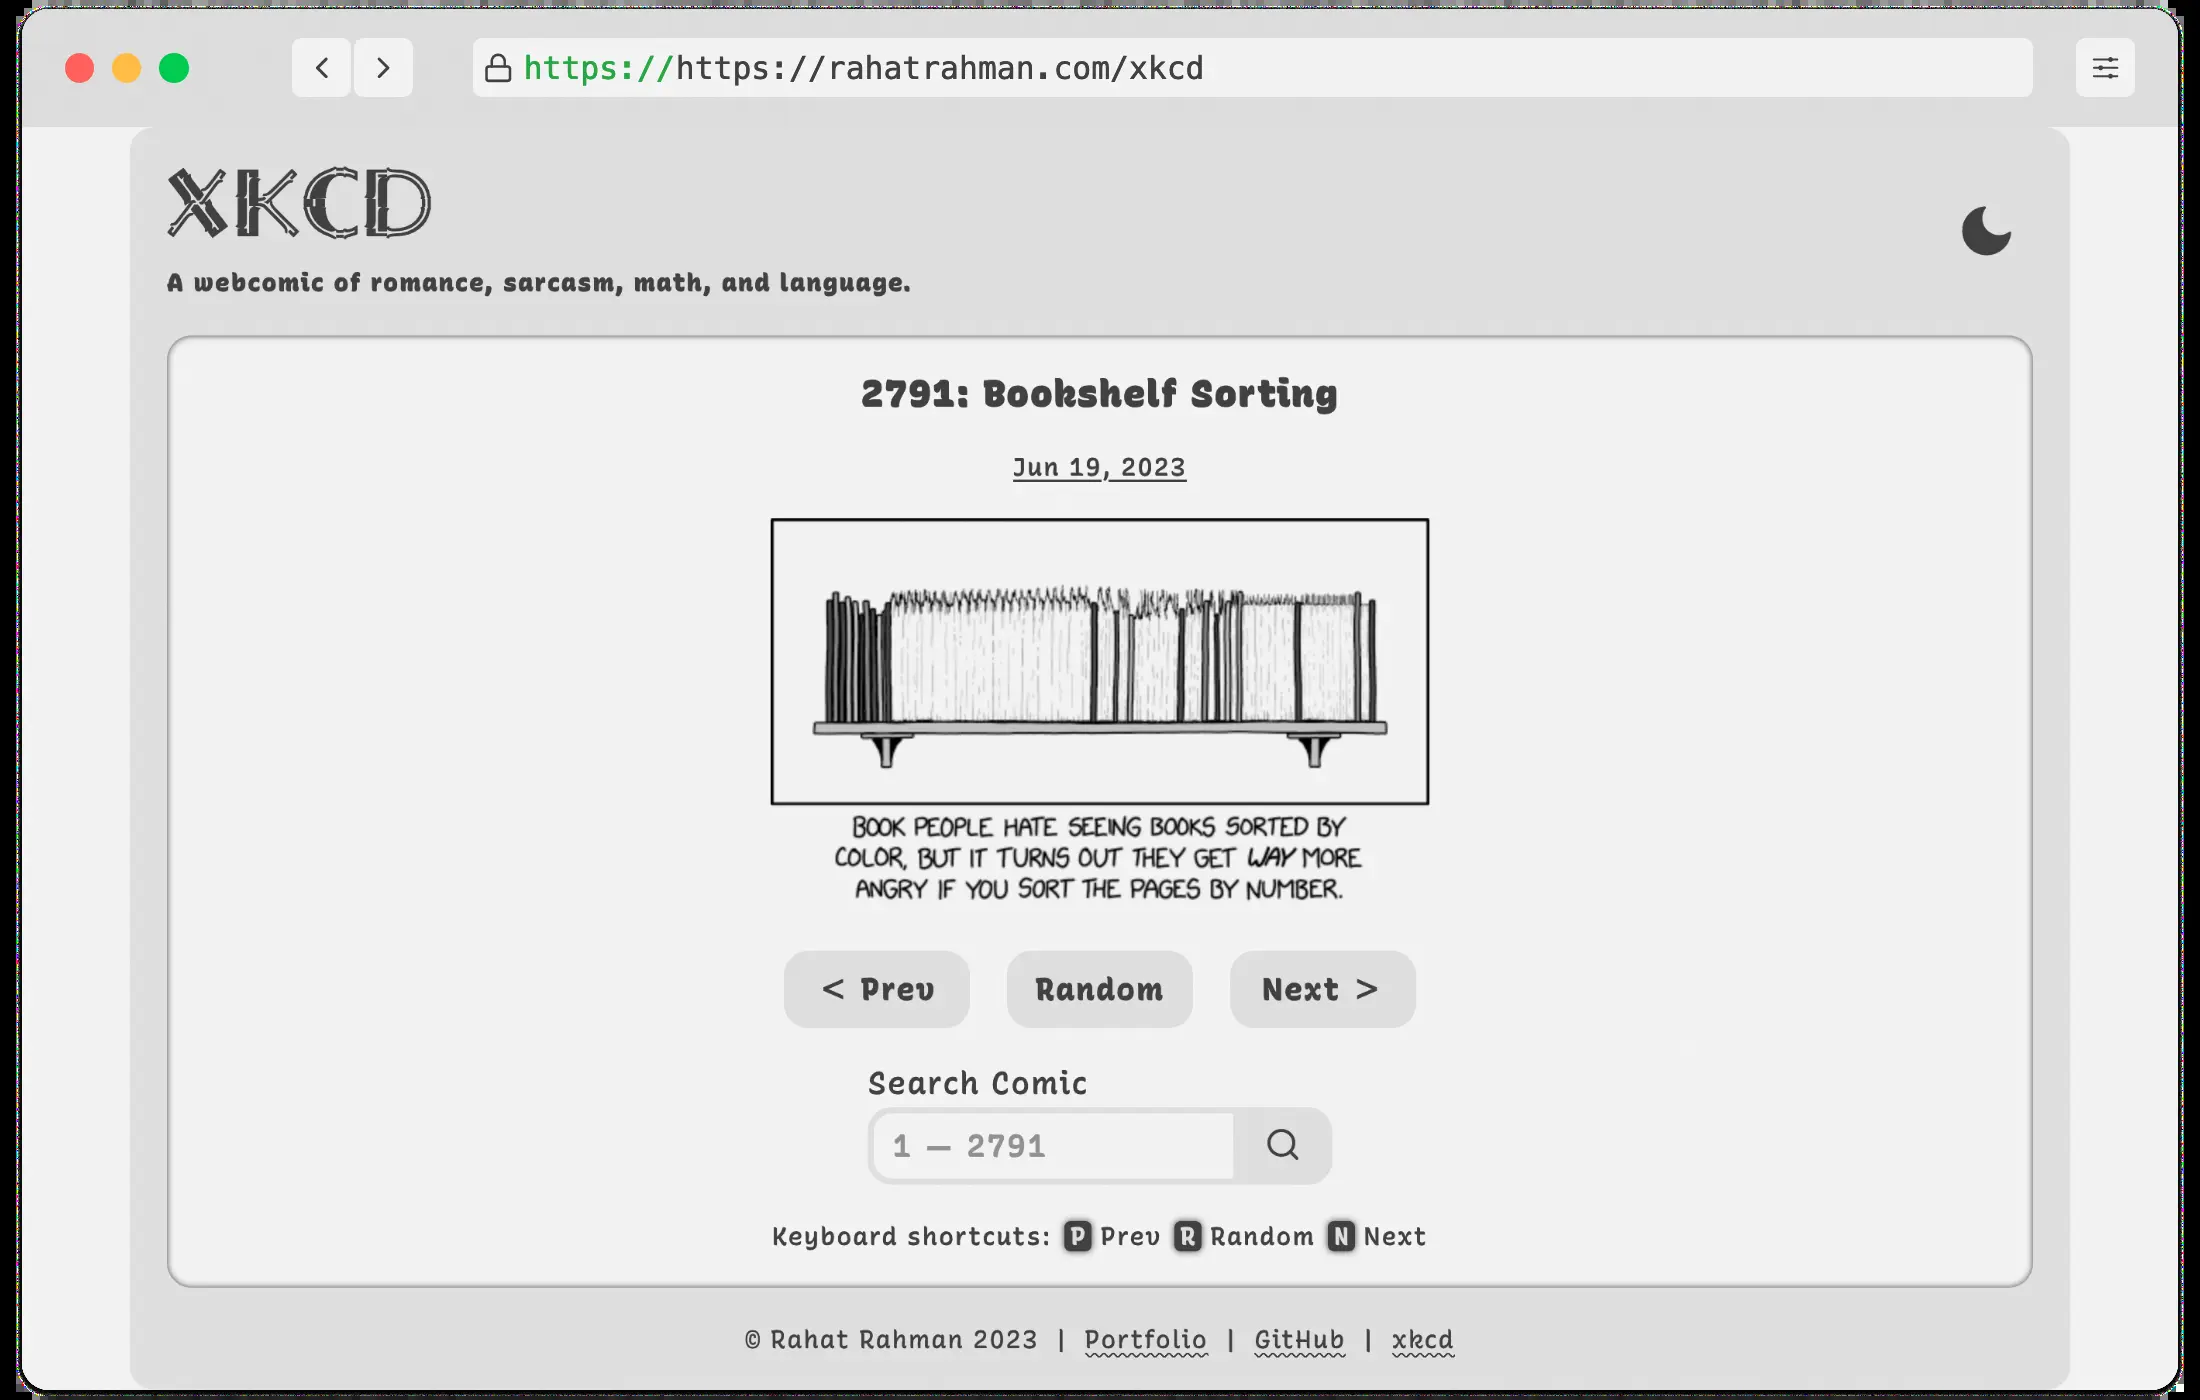 https://https://rahatrahman.com/xkcd
XKCD
A webcomic of romance, sarcasm, math, and language.
2791: Bookshelf Sorting
Jun 19, 2023
BOOK PEOPLE HATE SEEING BOOKS SORTED BY
COLOR, BUT IT TURNS OUT THEY GET WAY MORE
ANGRY IF YOU SORT THE PAGES BY NUMBER.
< Prev Random Next >
Search Comic
1 — 2791
Keyboard shortcuts: P Prev R Random N Next
© Rahat Rahman 2023 | Portfolio | GitHub | xkcd